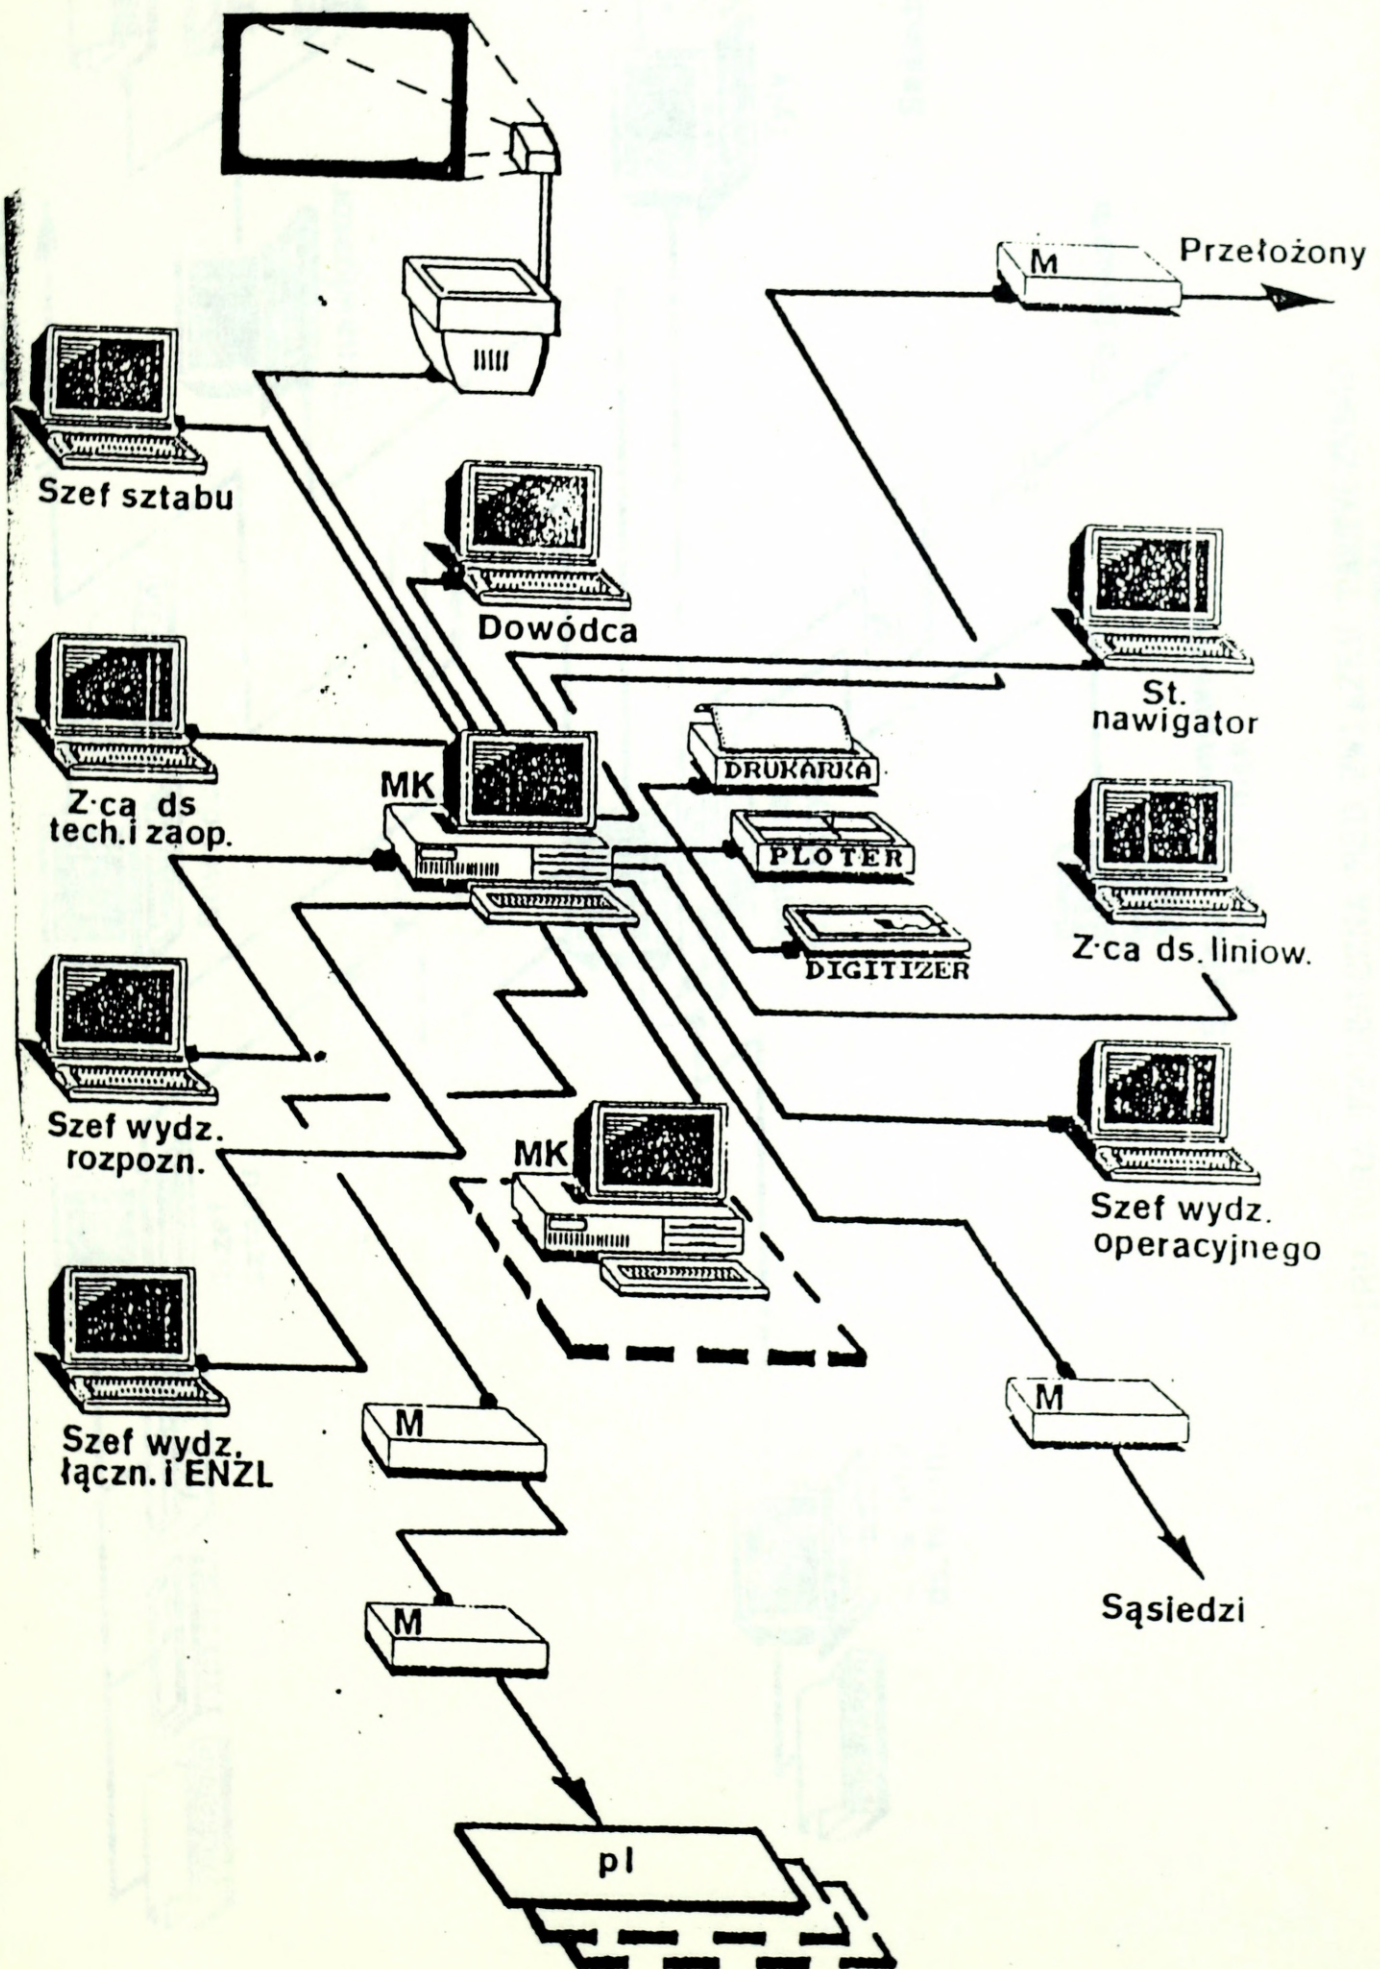 M
Przełożony
Szef sztabu
Dowódca
St.
nawigator
Z-ca ds
tech. i zaop.
MK
DRUKARKA
PLOTER
DIGITIZER
Z-ca ds. liniow.
Szef wydz.
rozpozn.
MK
Szef wydz.
operacyjnego
Szef wydz.
łączn. i ENZL
M
M
M
Sąsiedzi
pl